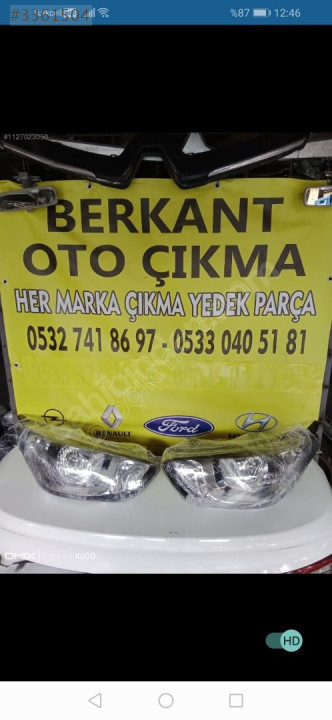 #3361504
%87 12:46
#1127023050
BERKANT
OTO ÇIKMA
HER MARKA ÇIKMA YEDEK PARÇA
0532 741 86 97 - 0533 040 51 81
RENAULT
Ford
HD